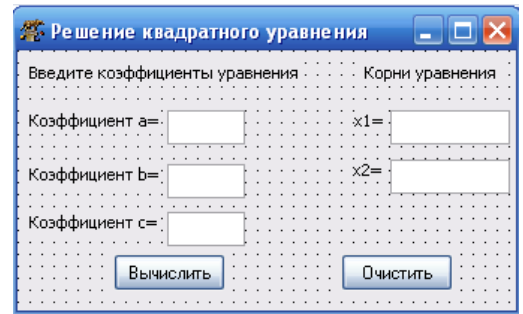 Решение квадратного уравнения
Введите коэффициенты уравнения Корни уравнения
Коэффициент a= x1=
Коэффициент b= x2=
Коэффициент c=
Вычислить Очистить